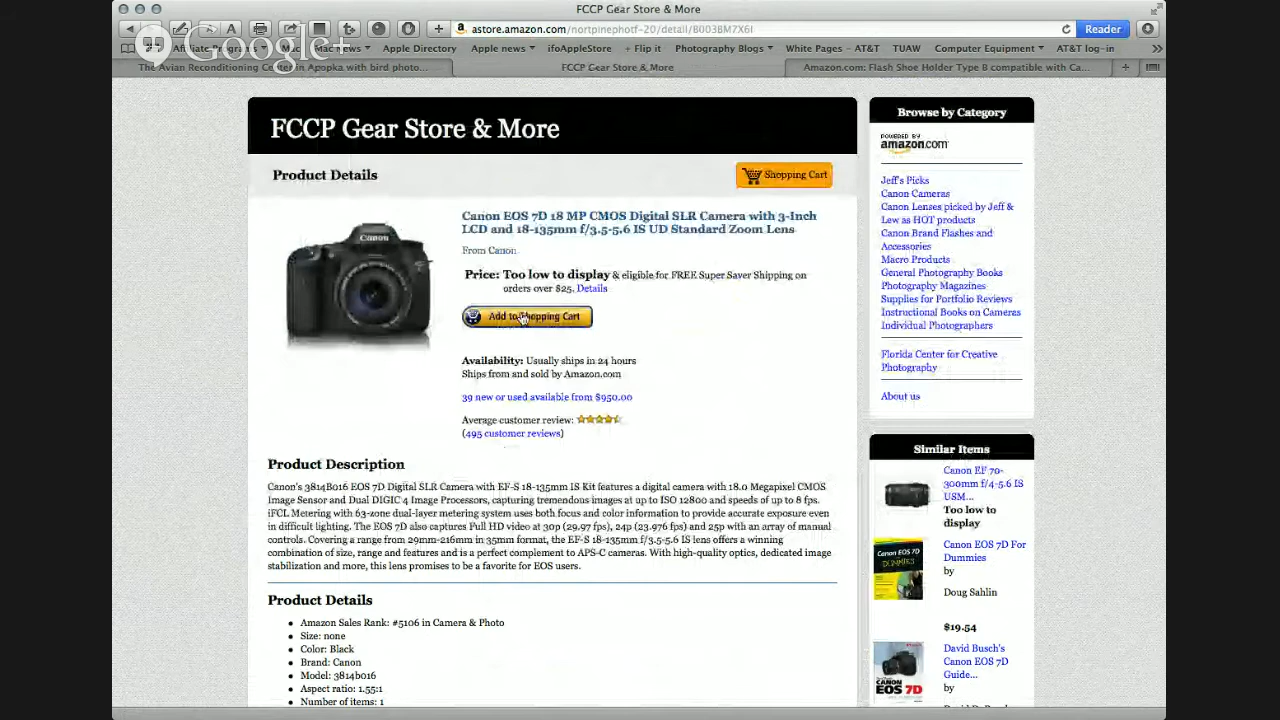 FCCP Gear Store & More
astore.amazon.com/nortpinephotf-20/detail/B003BM7X6I
Reader
Google+
Affiliate Programs
Mac
Mac news
Apple Directory
Apple news
ifoAppleStore
+ Flip it
Photography Blogs
White Pages - AT&T
TUAW
Computer Equipment
AT&T log-in
The Avian Reconditioning Center in Apopka with bird photo...
FCCP Gear Store & More
Amazon.com: Flash Shoe Holder Type B compatible with Ca...
FCCP Gear Store & More
Product Details
Shopping Cart
Canon EOS 7D 18 MP CMOS Digital SLR Camera with 3-Inch
LCD and 18-135mm f/3.5-5.6 IS UD Standard Zoom Lens
From Canon
Price: Too low to display & eligible for FREE Super Saver Shipping on
orders over $25. Details
Add to Shopping Cart
Availability: Usually ships in 24 hours
Ships from and sold by Amazon.com
39 new or used available from $950.00
Average customer review:
(495 customer reviews)
Canon
Product Description
Canon's 3814B016 EOS 7D Digital SLR Camera with EF-S 18-135mm IS Kit features a digital camera with 18.0 Megapixel CMOS
Image Sensor and Dual DIGIC 4 Image Processors, capturing tremendous images at up to ISO 12800 and speeds of up to 8 fps.
iFCL Metering with 63-zone dual-layer metering system uses both focus and color information to provide accurate exposure even
in difficult lighting. The EOS 7D also captures Full HD video at 30p (29.97 fps), 24p (23.976 fps) and 25p with an array of manual
controls. Covering a range from 29mm-216mm in 35mm format, the EF-S 18-135mm f/3.5-5.6 IS lens offers a winning
combination of size, range and features and is a perfect complement to APS-C cameras. With high-quality optics, dedicated image
stabilization and more, this lens promises to be a favorite for EOS users.
Product Details
Amazon Sales Rank: #5106 in Camera & Photo
Size: none
Color: Black
Brand: Canon
Model: 3814b016
Aspect ratio: 1.55:1
Number of items: 1
Browse by Category
POWERED BY
amazon.com
Jeff's Picks
Canon Cameras
Canon Lenses picked by Jeff &
Lew as HOT products
Canon Brand Flashes and
Accessories
Macro Products
General Photography Books
Photography Magazines
Supplies for Portfolio Reviews
Instructional Books on Cameras
Individual Photographers
Florida Center for Creative
Photography
About us
Similar Items
Canon EF 70-
300mm f/4-5.6 IS
USM...
Too low to
display
Canon EOS 7D
DUMMIES
Canon EOS 7D For
Dummies
by
Doug Sahlin
$19.54
David Busch's
Canon EOS 7D
Guide...
by
CANON
EOS 7D